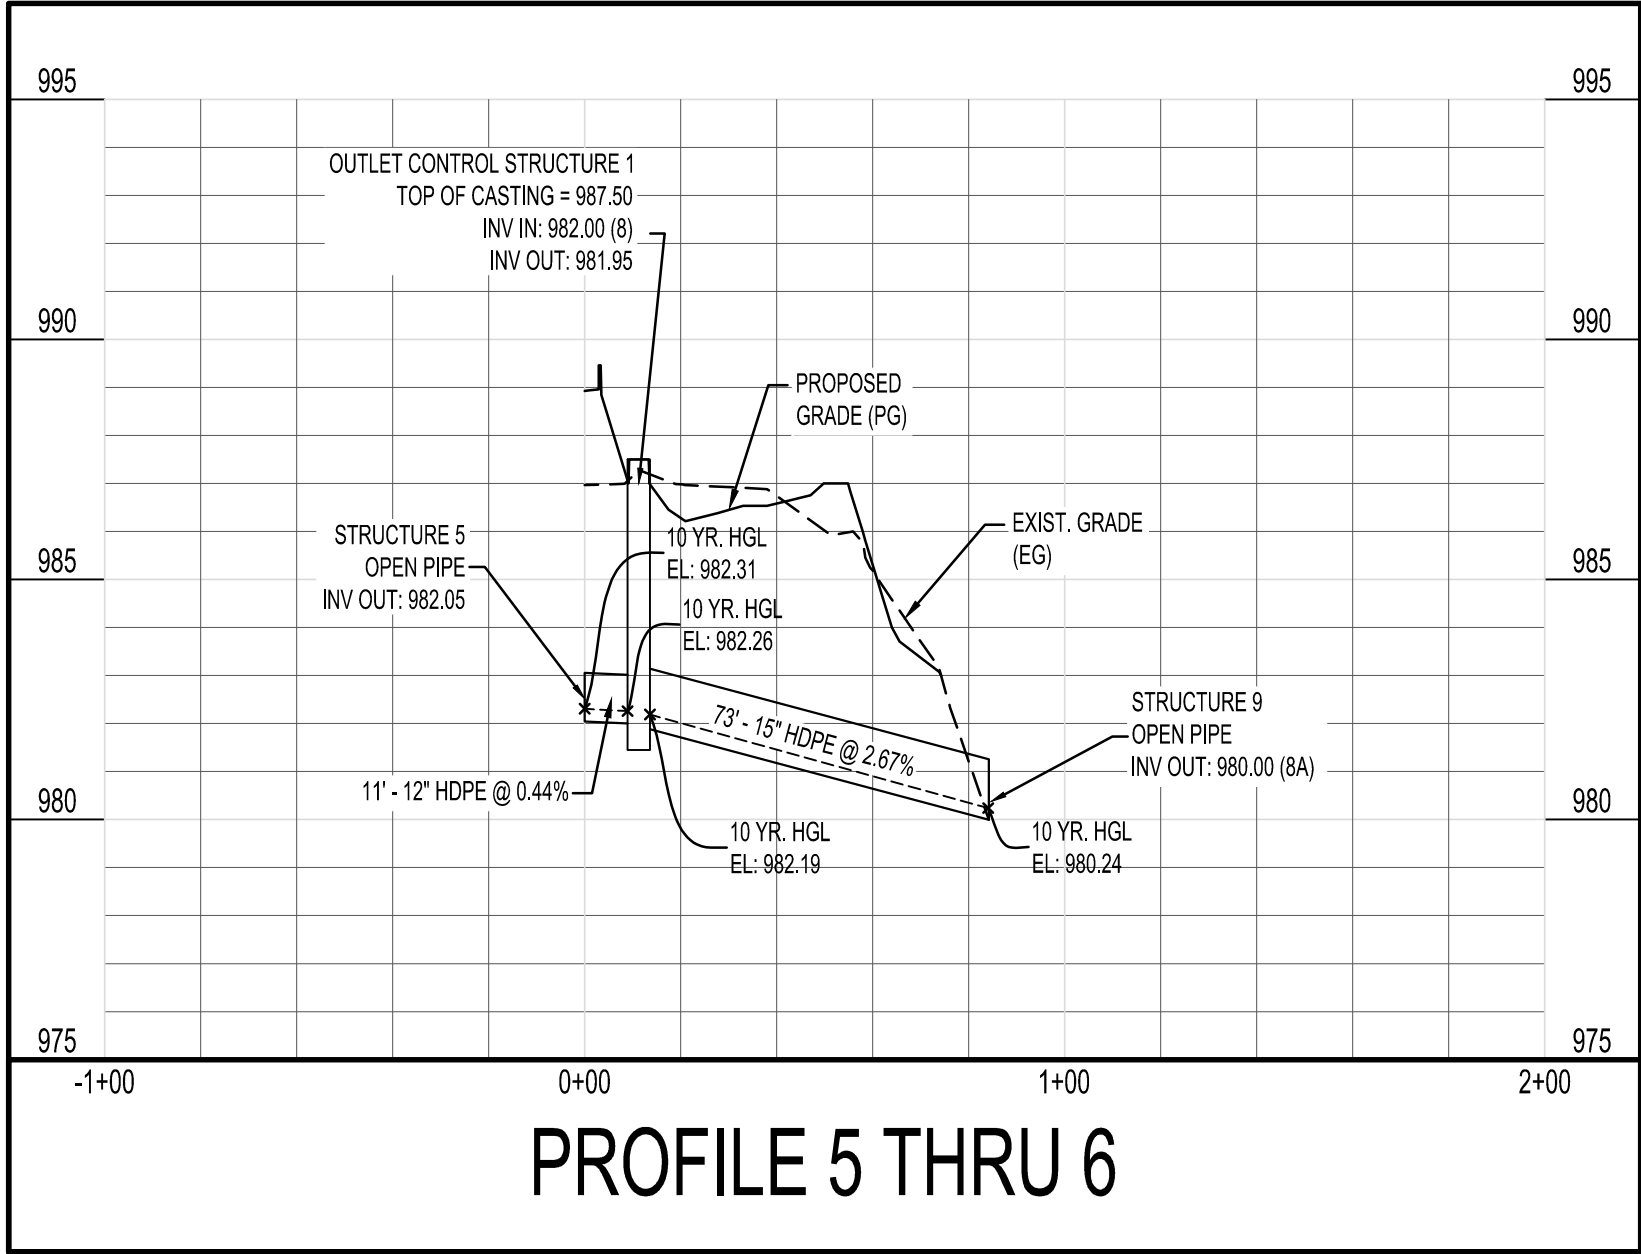 995
995
OUTLET CONTROL STRUCTURE 1
TOP OF CASTING = 987.50
INV IN: 982.00 (8)
INV OUT: 981.95
990
990
PROPOSED
GRADE (PG)
STRUCTURE 5
OPEN PIPE
INV OUT: 982.05
10 YR. HGL
EL: 982.31
EXIST. GRADE
(EG)
985
985
10 YR. HGL
EL: 982.26
73' - 15" HDPE @ 2.67%
STRUCTURE 9
OPEN PIPE
INV OUT: 980.00 (8A)
11' - 12" HDPE @ 0.44%
980
980
10 YR. HGL
EL: 982.19
10 YR. HGL
EL: 980.24
975
975
-1+00
0+00
1+00
2+00
PROFILE 5 THRU 6